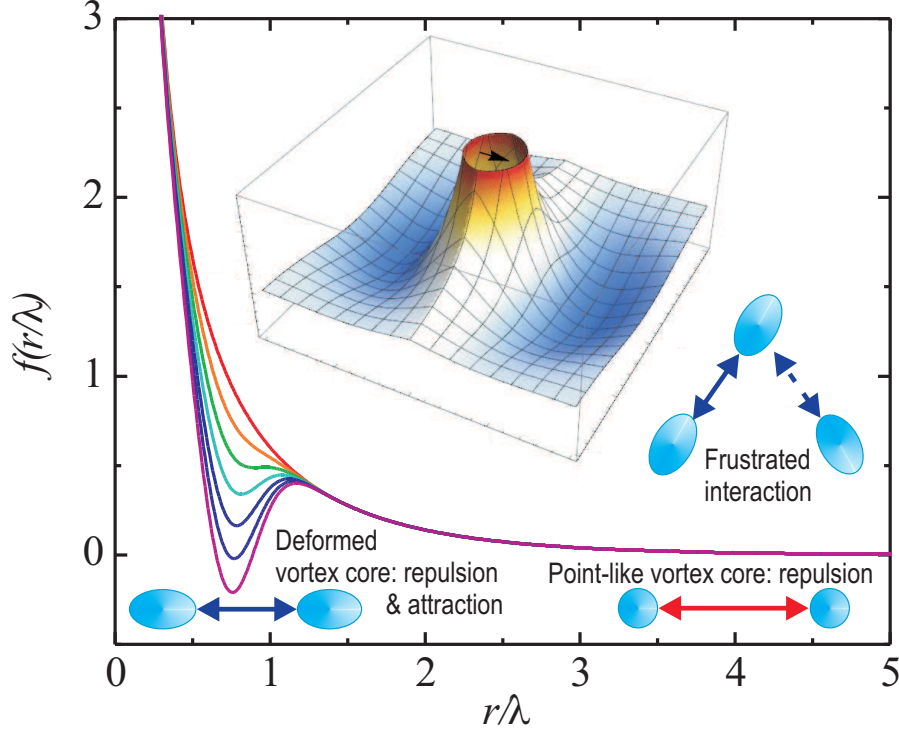 3
2
1
0
f(r/λ)
Frustrated
interaction
Deformed
vortex core: repulsion
& attraction
Point-like vortex core: repulsion
0 1 2 3 4 5
r/λ